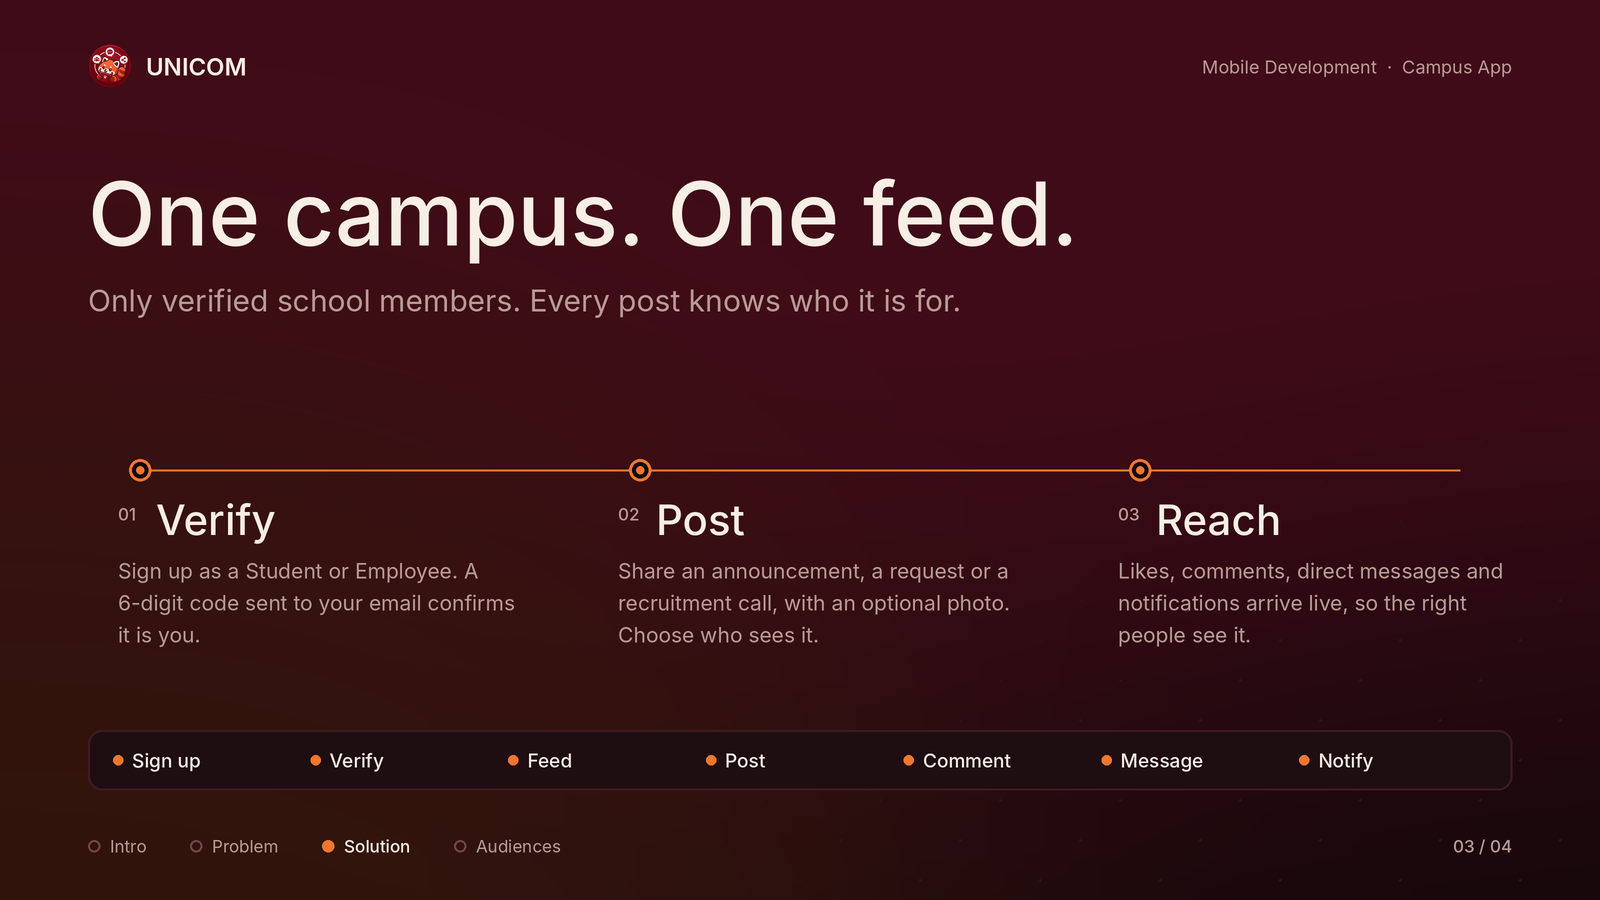 UNICOM
Mobile Development · Campus App
One campus. One feed.
Only verified school members. Every post knows who it is for.
01 Verify
Sign up as a Student or Employee. A
6-digit code sent to your email confirms
it is you.
02 Post
Share an announcement, a request or a
recruitment call, with an optional photo.
Choose who sees it.
03 Reach
Likes, comments, direct messages and
notifications arrive live, so the right
people see it.
Sign up Verify Feed Post Comment Message Notify
Intro Problem Solution Audiences
03 / 04